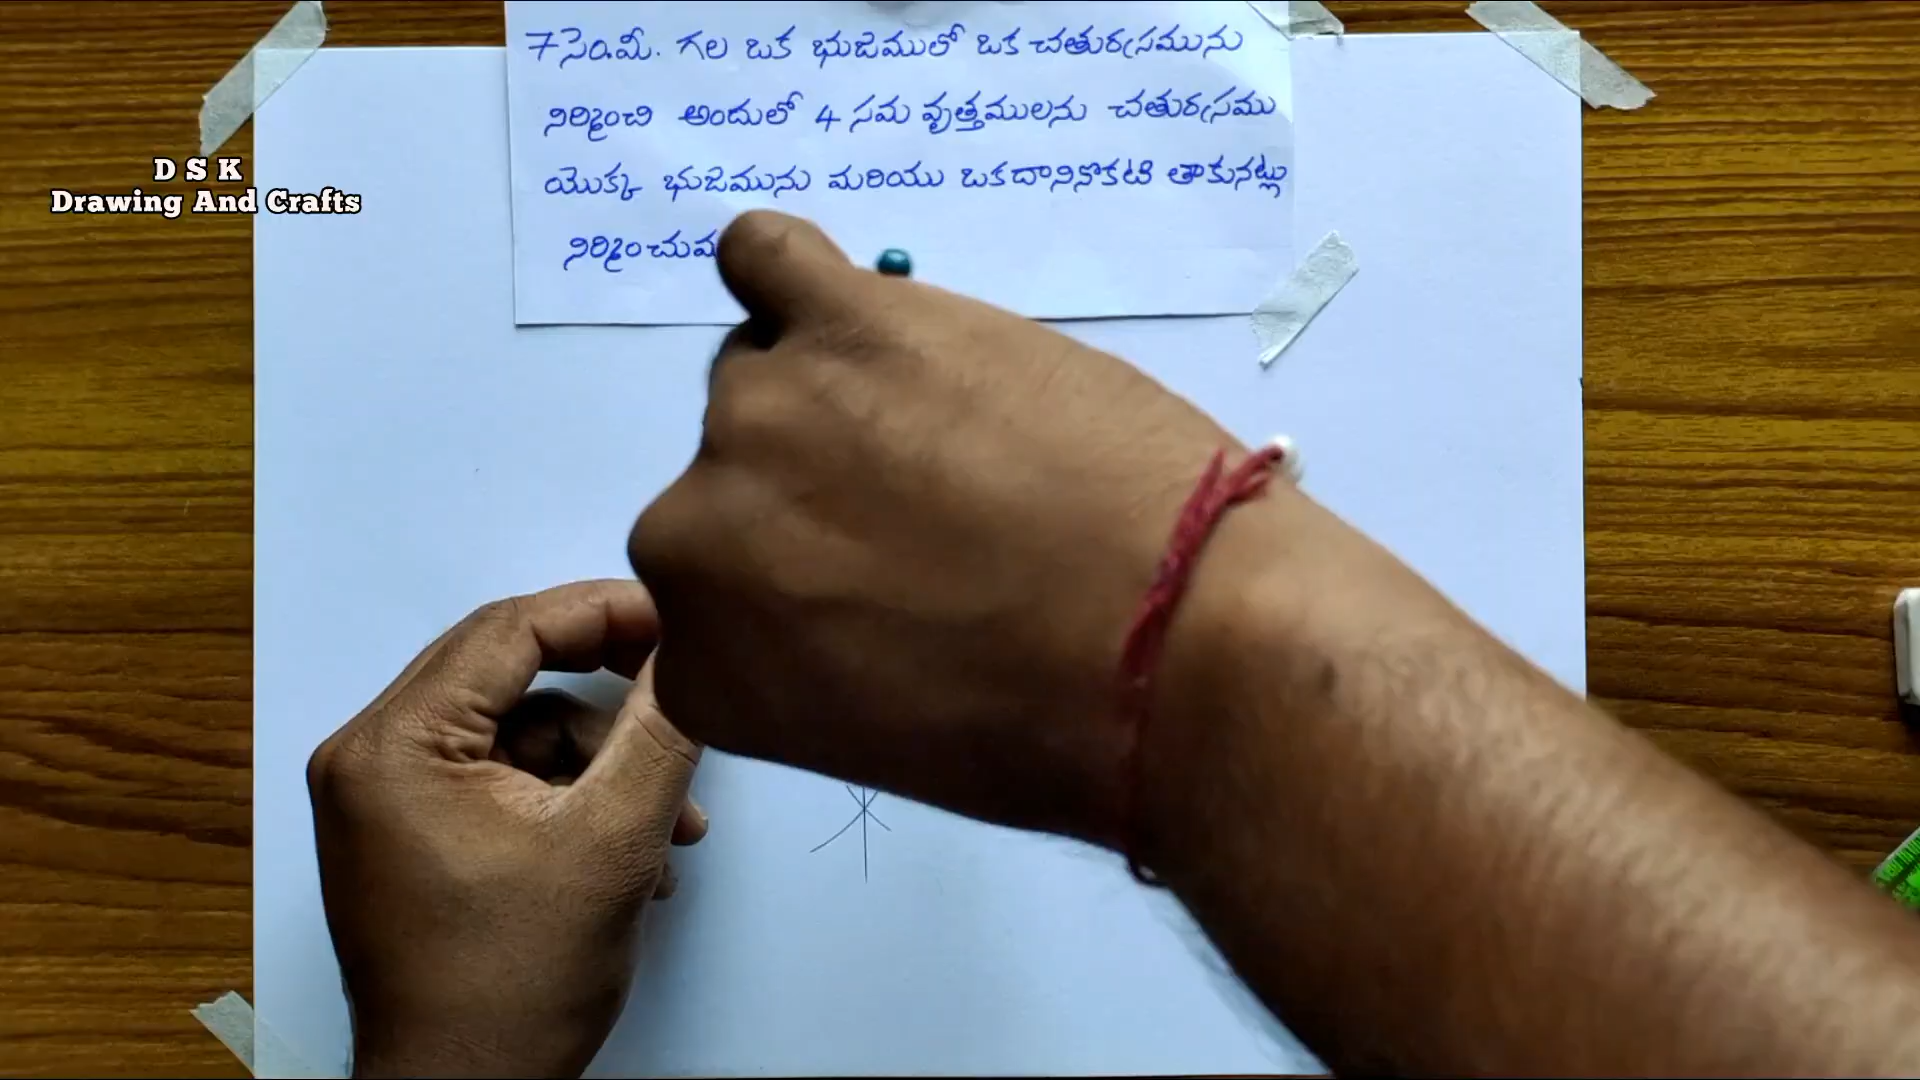 7 సెం.మీ. గల ఒక భుజములో ఒక చతురస్రమును
నిర్మించి అందులో 4 సమ వృత్తములను చతురస్రము
యొక్క భుజమును మరియు ఒకదానినొకటి తాకునట్లు
నిర్మించుము
D S K
Drawing And Crafts